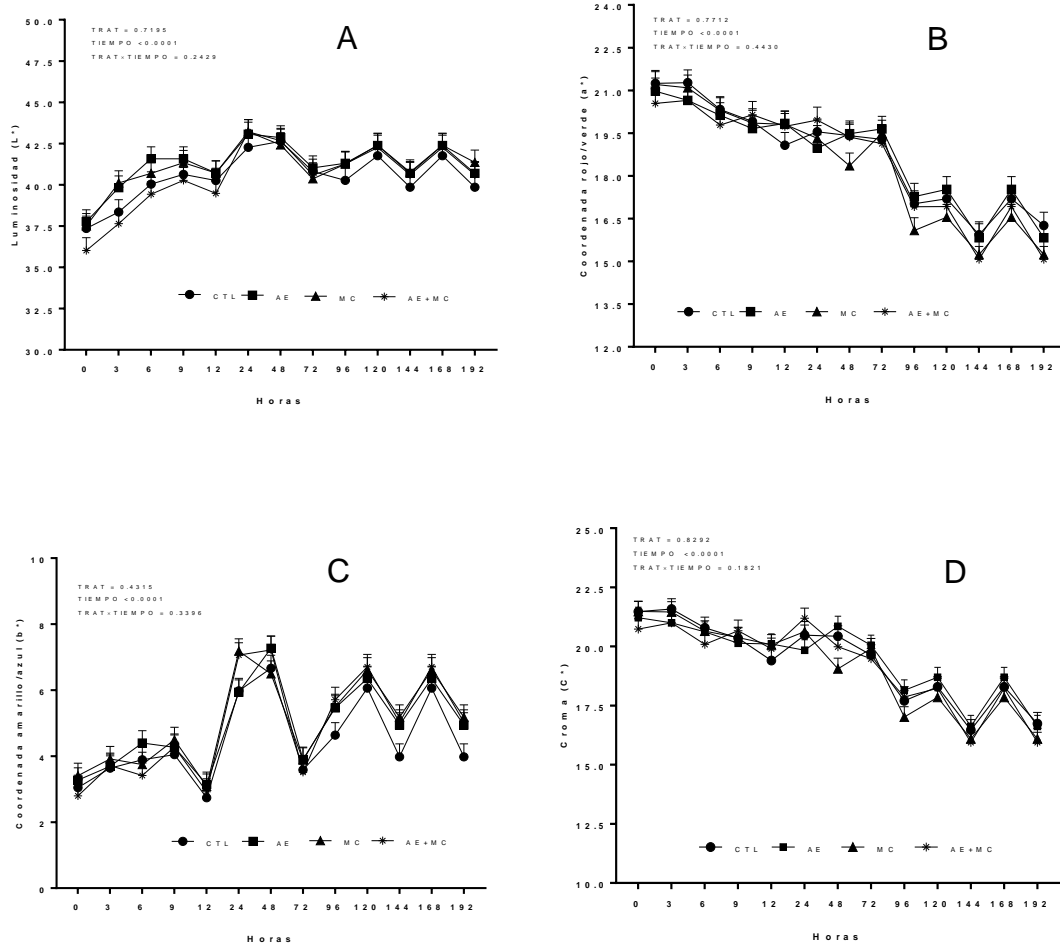 A
TRAT = 0.7195
TIEMPO <0.0001
TRAT×TIEMPO = 0.2429
Luminosidad (L*)
50.0
47.5
45.0
42.5
40.0
37.5
35.0
32.5
30.0
CTL AE MC AE+MC
0 3 6 9 12 24 48 72 96 120 144 168 192
Horas
B
TRAT = 0.7712
TIEMPO <0.0001
TRAT×TIEMPO = 0.4430
Coordenada rojo/verde (a*)
24.0
22.5
21.0
19.5
18.0
16.5
15.0
13.5
12.0
CTL AE MC AE+MC
0 3 6 9 12 24 48 72 96 120 144 168 192
Horas
C
TRAT = 0.4315
TIEMPO <0.0001
TRAT×TIEMPO = 0.3396
Coordenada amarillo/azul (b*)
10
8
6
4
2
0
CTL AE MC AE+MC
0 3 6 9 12 24 48 72 96 120 144 168 192
Horas
D
TRAT = 0.8292
TIEMPO <0.0001
TRAT×TIEMPO = 0.1821
Croma (C*)
25.0
22.5
20.0
17.5
15.0
12.5
10.0
CTL AE MC AE+MC
0 3 6 9 12 24 48 72 96 120 144 168 192
Horas